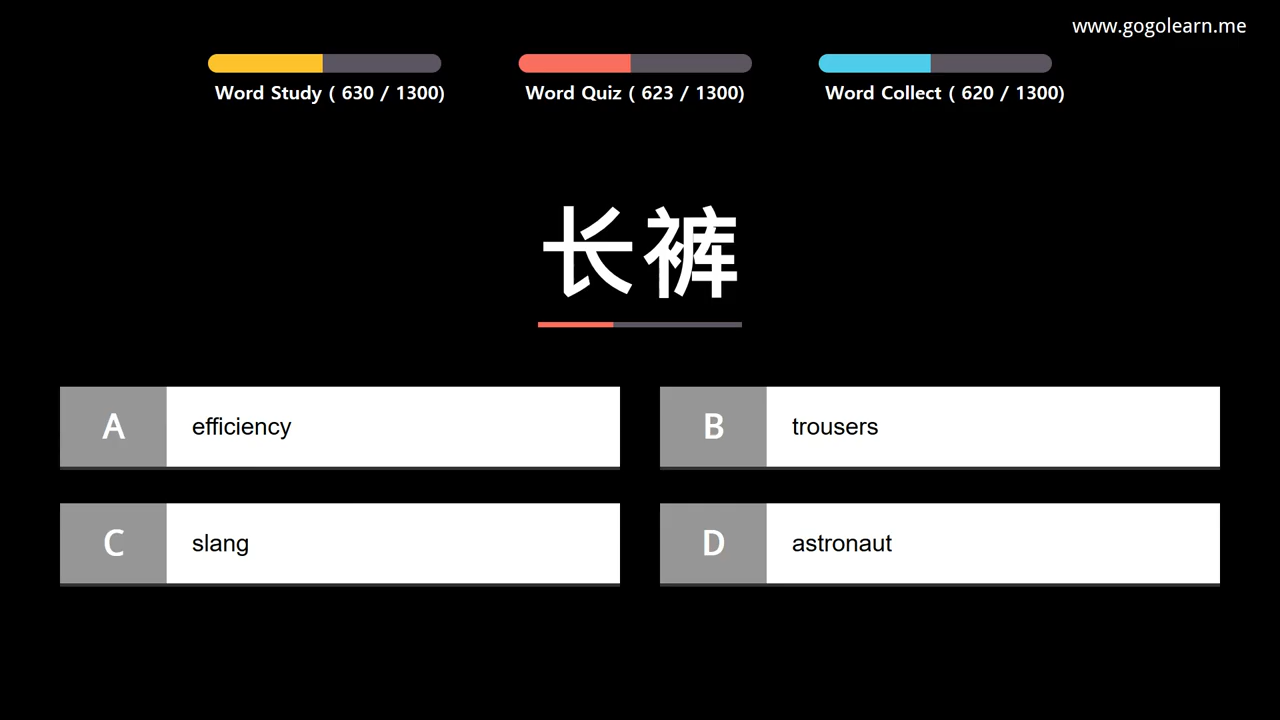 www.gogolearn.me
Word Study ( 630 / 1300)
Word Quiz ( 623 / 1300)
Word Collect ( 620 / 1300)
长裤
A efficiency
B trousers
C slang
D astronaut